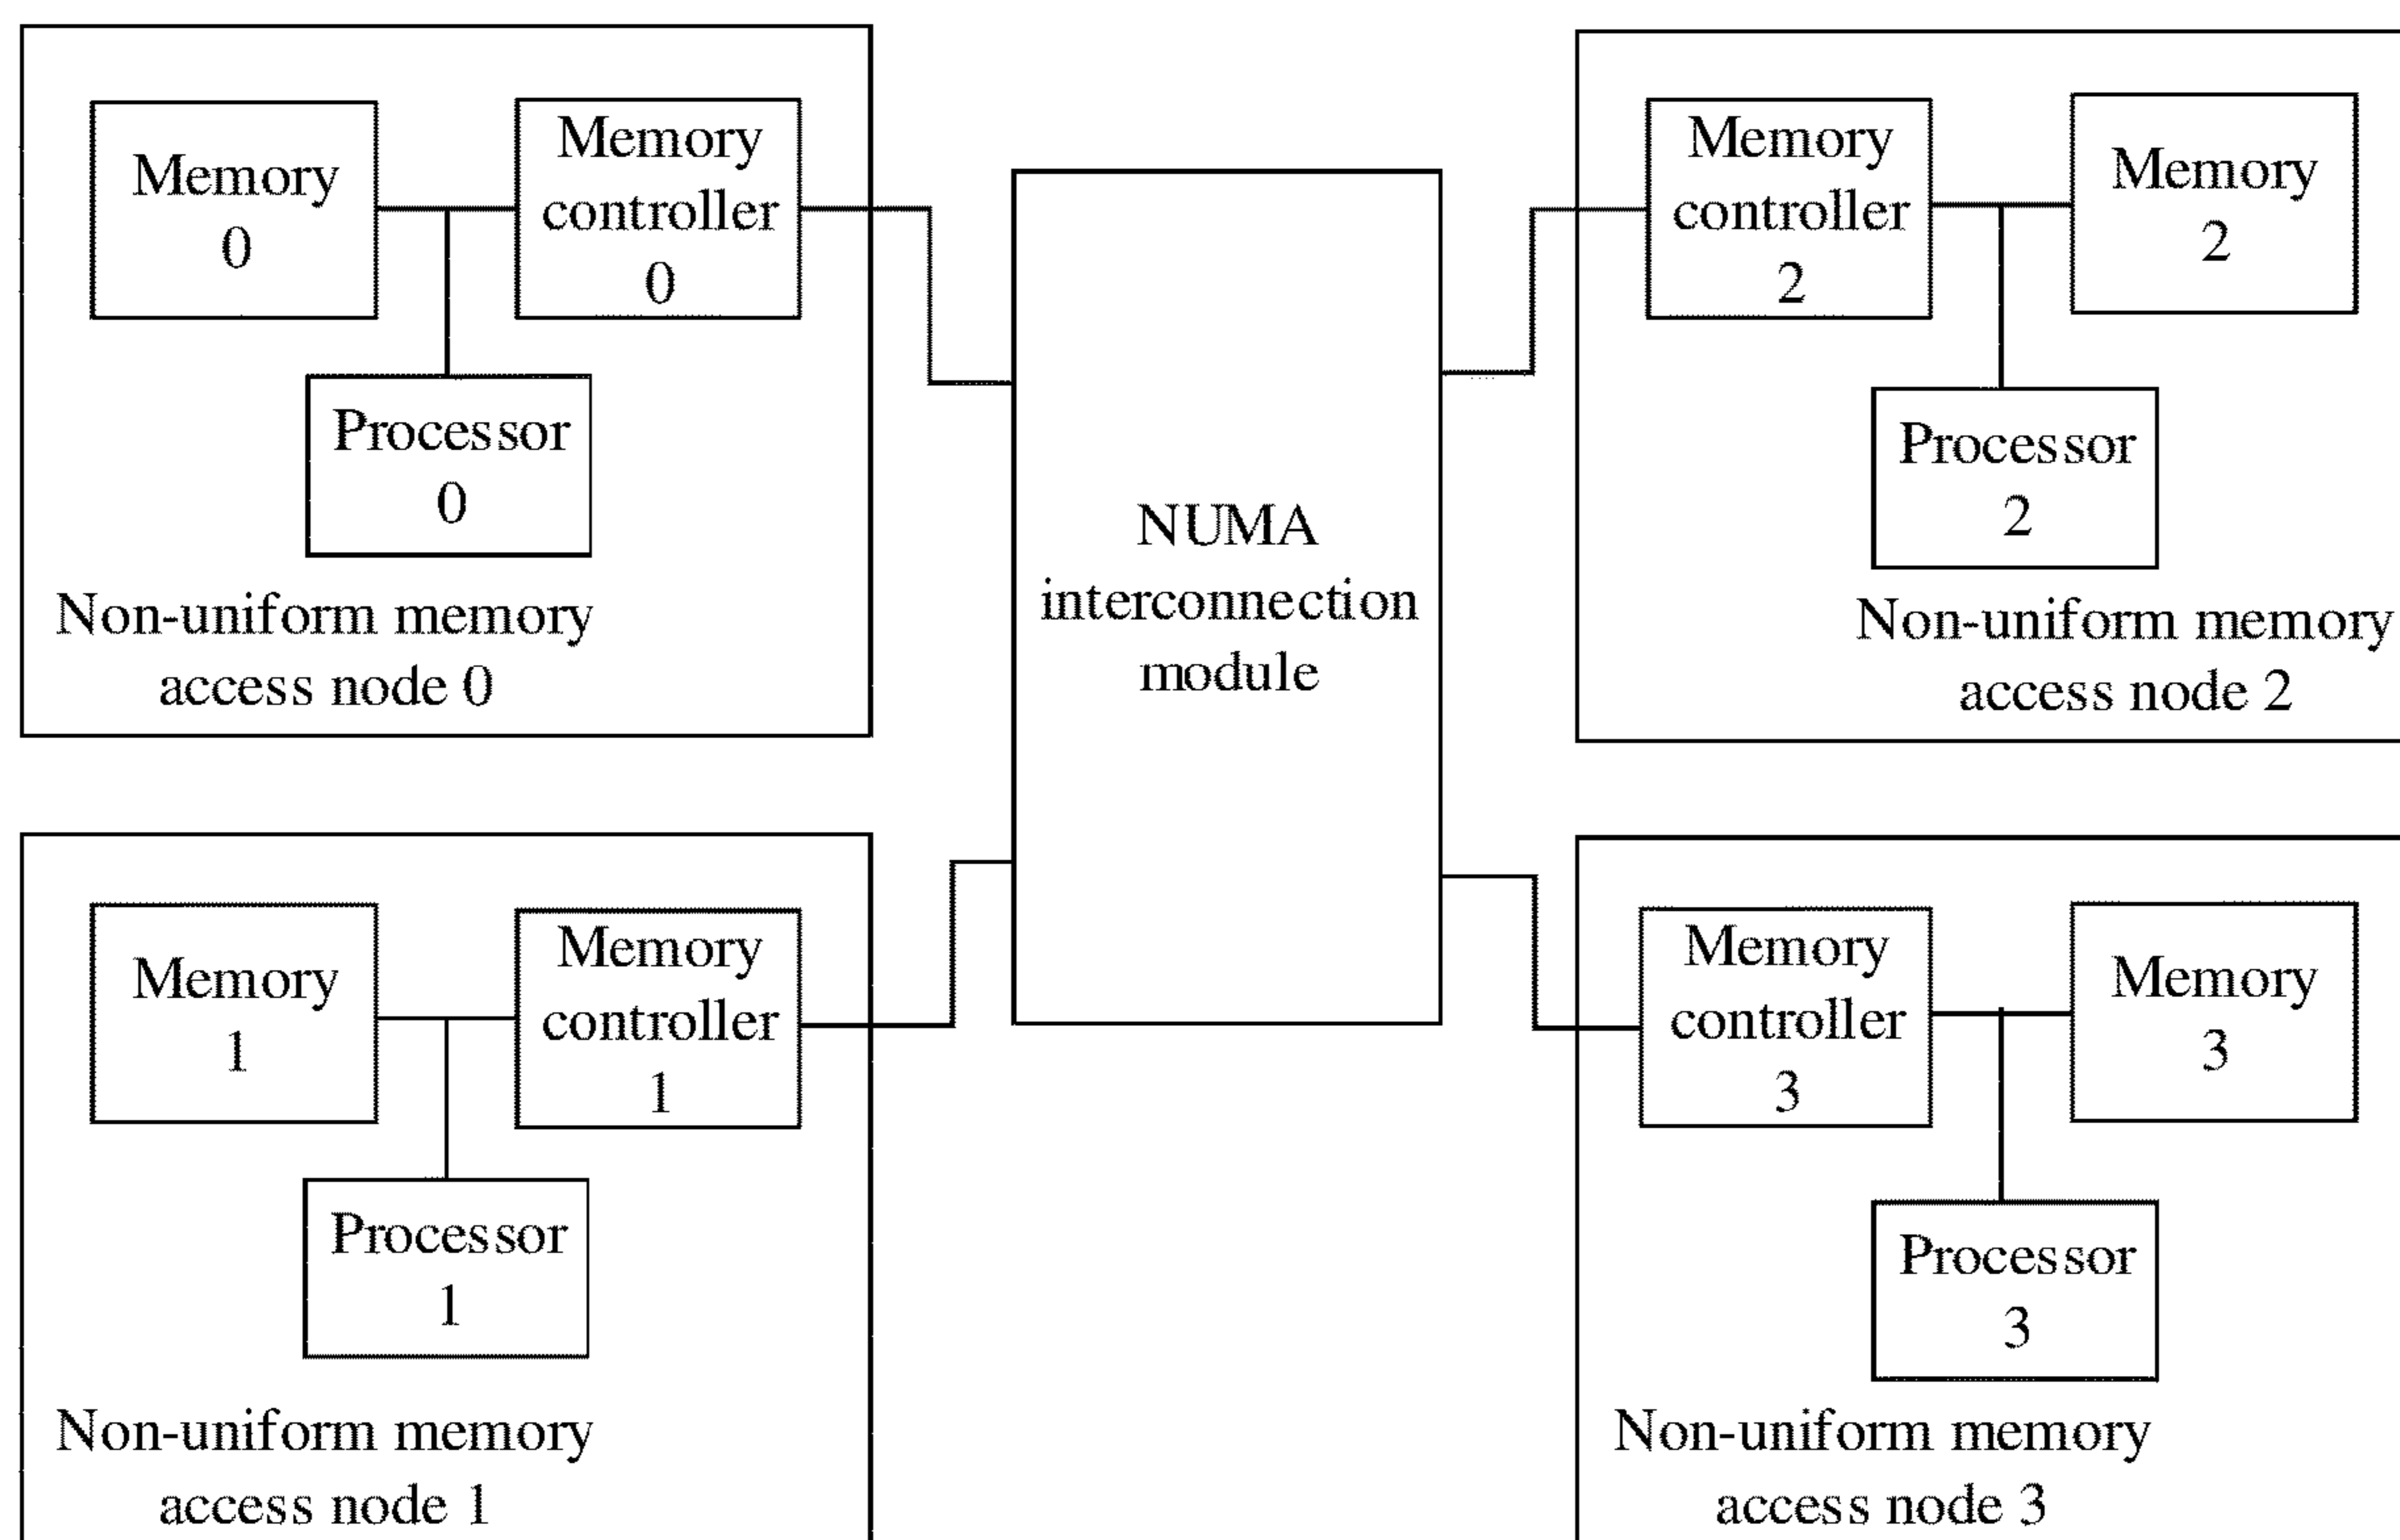 Memory
0
Memory
controller
0
Processor
0
Non-uniform memory
access node 0
Memory
1
Memory
controller
1
Processor
1
Non-uniform memory
access node 1
NUMA
interconnection
module
Memory
controller
2
Memory
2
Processor
2
Non-uniform memory
access node 2
Memory
controller
3
Memory
3
Processor
3
Non-uniform memory
access node 3